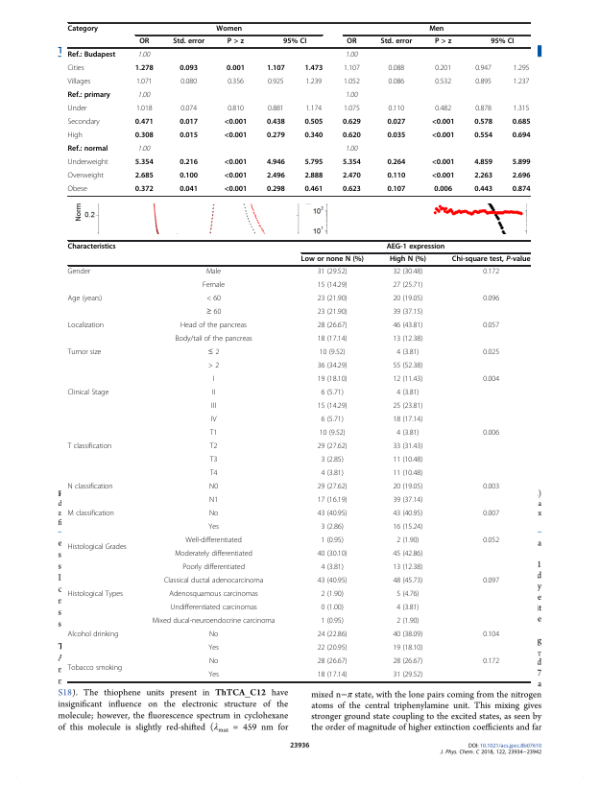 Category Women Men
OR Std. error P > z 95% CI OR Std. error P > z 95% CI
Ref.: Budapest 1.00 1.00
Cities 1.278 0.093 0.001 1.107 1.473 1.107 0.088 0.201 0.947 1.295
Villages 1.071 0.080 0.356 0.925 1.239 1.052 0.086 0.532 0.895 1.237
Ref.: primary 1.00 1.00
Under 1.018 0.074 0.810 0.881 1.174 1.075 0.110 0.482 0.878 1.315
Secondary 0.471 0.017 <0.001 0.438 0.505 0.629 0.027 <0.001 0.578 0.685
High 0.308 0.015 <0.001 0.279 0.340 0.620 0.035 <0.001 0.554 0.694
Ref.: normal 1.00 1.00
Underweight 5.354 0.216 <0.001 4.946 5.795 5.354 0.264 <0.001 4.859 5.899
Overweight 2.685 0.100 <0.001 2.496 2.888 2.470 0.110 <0.001 2.263 2.696
Obese 0.372 0.041 <0.001 0.298 0.461 0.623 0.107 0.006 0.443 0.874
Norm 0.2 10²
10¹
Characteristics AEG-1 expression
Low or none N (%) High N (%) Chi-square test, P-value
Gender Male 31 (29.52) 32 (30.48) 0.172
Female 15 (14.29) 27 (25.71)
Age (years) < 60 23 (21.90) 20 (19.05) 0.096
≥ 60 23 (21.90) 39 (37.15)
Localization Head of the pancreas 28 (26.67) 46 (43.81) 0.057
Body/tail of the pancreas 18 (17.14) 13 (12.38)
Tumor size ≤ 2 10 (9.52) 4 (3.81) 0.025
> 2 36 (34.29) 55 (52.38)
I 19 (18.10) 12 (11.43) 0.004
Clinical Stage II 6 (5.71) 4 (3.81)
III 15 (14.29) 25 (23.81)
IV 6 (5.71) 18 (17.14)
T1 10 (9.52) 4 (3.81) 0.006
T classification T2 29 (27.62) 33 (31.43)
T3 3 (2.85) 11 (10.48)
T4 4 (3.81) 11 (10.48)
N classification N0 29 (27.62) 20 (19.05) 0.003
N1 17 (16.19) 39 (37.14)
M classification No 43 (40.95) 43 (40.95) 0.007
Yes 3 (2.86) 16 (15.24)
Well-differentiated 1 (0.95) 2 (1.90) 0.052
Histological Grades
Moderately differentiated 40 (30.10) 45 (42.86)
Poorly differentiated 4 (3.81) 13 (12.38)
Classical ductal adenocarcinoma 43 (40.95) 48 (45.73) 0.097
Histological Types Adenosquamous carcinomas 2 (1.90) 5 (4.76)
Undifferentiated carcinomas 0 (1.00) 4 (3.81)
Mixed ducal-neuroendocrine carcinoma 1 (0.95) 2 (1.90)
Alcohol drinking No 24 (22.86) 40 (38.09) 0.104
Yes 22 (20.95) 19 (18.10)
No 28 (26.67) 28 (26.67) 0.172
Tobacco smoking
Yes 18 (17.14) 31 (29.52)
S18). The thiophene units present in ThTCA_C12 have
insignificant influence on the electronic structure of the
molecule; however, the fluorescence spectrum in cyclohexane
of this molecule is slightly red-shifted (λmax = 459 nm for
mixed n−π state, with the lone pairs coming from the nitrogen
atoms of the central triphenylamine unit. This mixing gives
stronger ground state coupling to the excited states, as seen by
the order of magnitude of higher extinction coefficients and far
23936
DOI: 10.1021/acs.jpcc.8b07610
J. Phys. Chem. C 2018, 122, 23934−23942